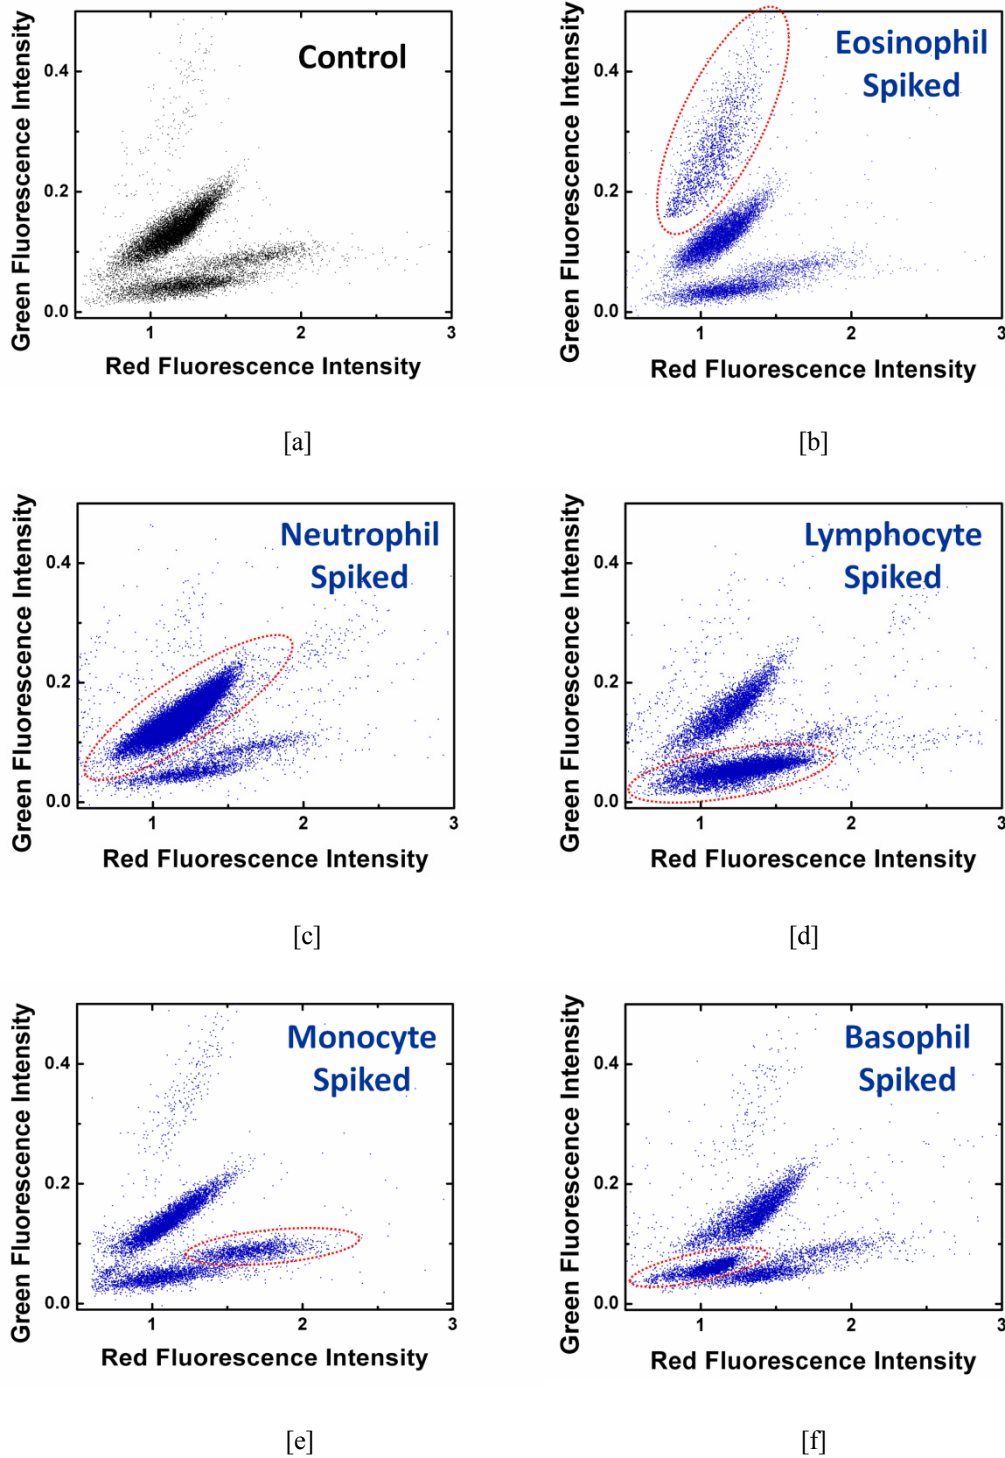 Control
Green Fluorescence Intensity
0.4
0.2
0.0
1
2
3
Red Fluorescence Intensity
[a]
Eosinophil
Spiked
Green Fluorescence Intensity
0.4
0.2
0.0
1
2
3
Red Fluorescence Intensity
[b]
Neutrophil
Spiked
Green Fluorescence Intensity
0.4
0.2
0.0
1
2
3
Red Fluorescence Intensity
[c]
Lymphocyte
Spiked
Green Fluorescence Intensity
0.4
0.2
0.0
1
2
3
Red Fluorescence Intensity
[d]
Monocyte
Spiked
Green Fluorescence Intensity
0.4
0.2
0.0
1
2
3
Red Fluorescence Intensity
[e]
Basophil
Spiked
Green Fluorescence Intensity
0.4
0.2
0.0
1
2
3
Red Fluorescence Intensity
[f]